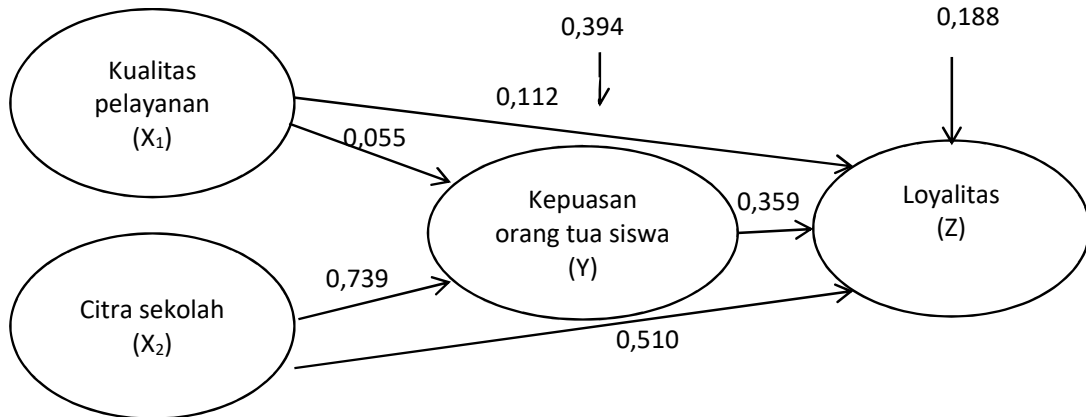 0,394
0,188
Kualitas
pelayanan
(X₁)
0,112
0,055
Kepuasan
orang tua siswa
(Y)
0,359
Loyalitas
(Z)
0,739
Citra sekolah
(X₂)
0,510